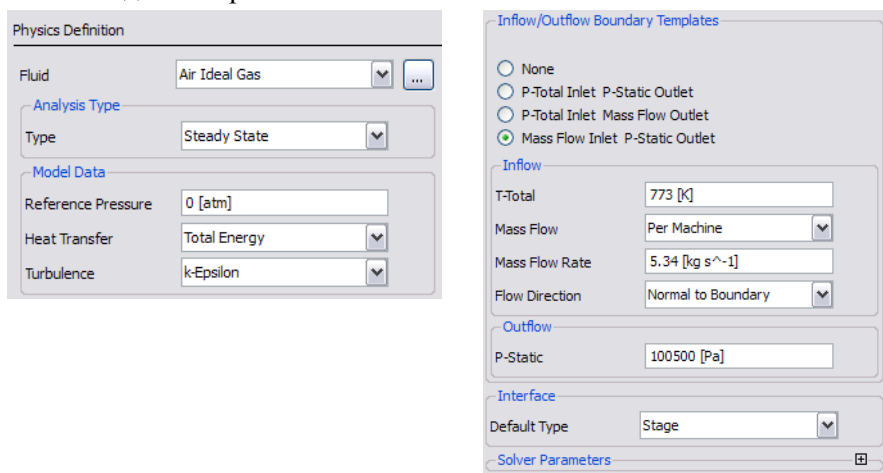 Physics Definition
Fluid Air Ideal Gas ...
Analysis Type
Type Steady State
Model Data
Reference Pressure 0 [atm]
Heat Transfer Total Energy
Turbulence k-Epsilon
Inflow/Outflow Boundary Templates
None
P-Total Inlet P-Static Outlet
P-Total Inlet Mass Flow Outlet
Mass Flow Inlet P-Static Outlet
Inflow
T-Total 773 [K]
Mass Flow Per Machine
Mass Flow Rate 5.34 [kg s^-1]
Flow Direction Normal to Boundary
Outflow
P-Static 100500 [Pa]
Interface
Default Type Stage
Solver Parameters